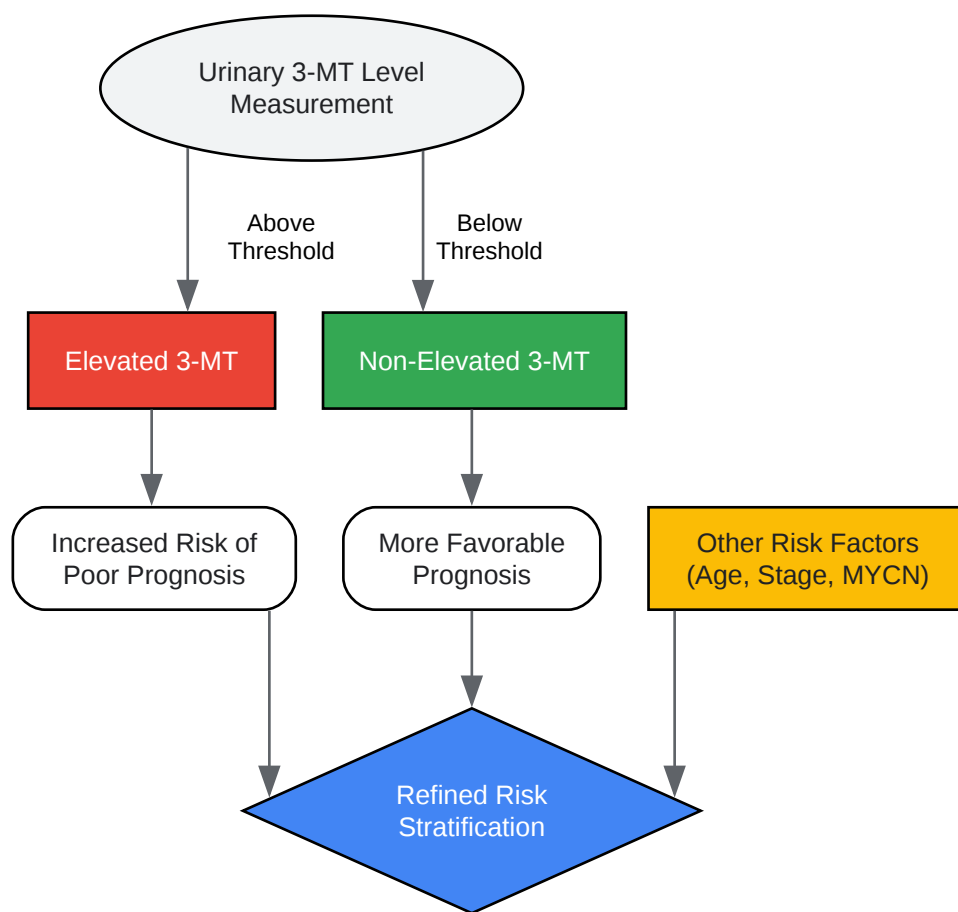 Urinary 3-MT Level
Measurement
Above
Threshold
Below
Threshold
Elevated 3-MT
Non-Elevated 3-MT
Increased Risk of
Poor Prognosis
More Favorable
Prognosis
Other Risk Factors
(Age, Stage, MYCN)
Refined Risk
Stratification